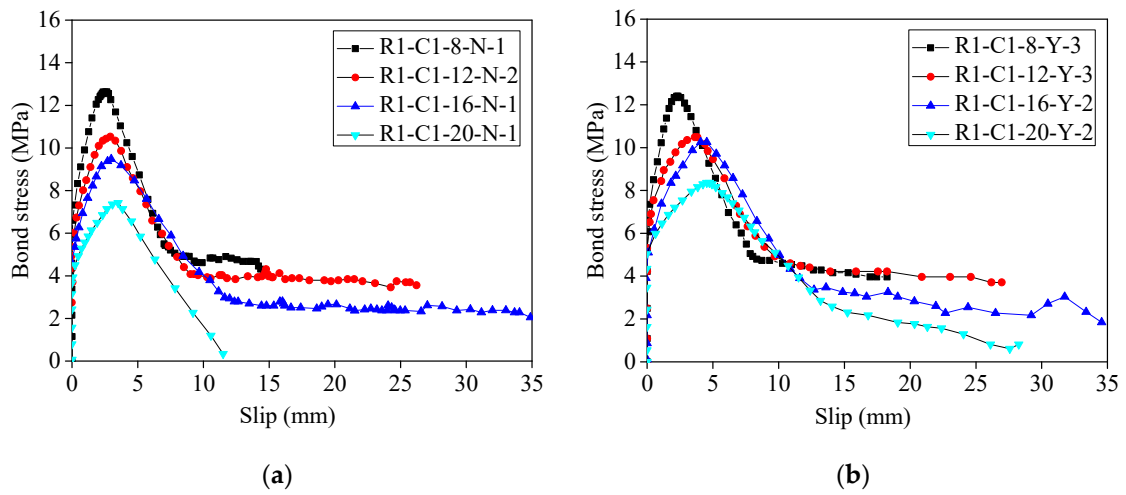 16
14
12
10
8
6
4
2
0
Bond stress (MPa)
R1-C1-8-N-1
R1-C1-12-N-2
R1-C1-16-N-1
R1-C1-20-N-1
0 5 10 15 20 25 30 35
Slip (mm)
(a)
16
14
12
10
8
6
4
2
0
Bond stress (MPa)
R1-C1-8-Y-3
R1-C1-12-Y-3
R1-C1-16-Y-2
R1-C1-20-Y-2
0 5 10 15 20 25 30 35
Slip (mm)
(b)